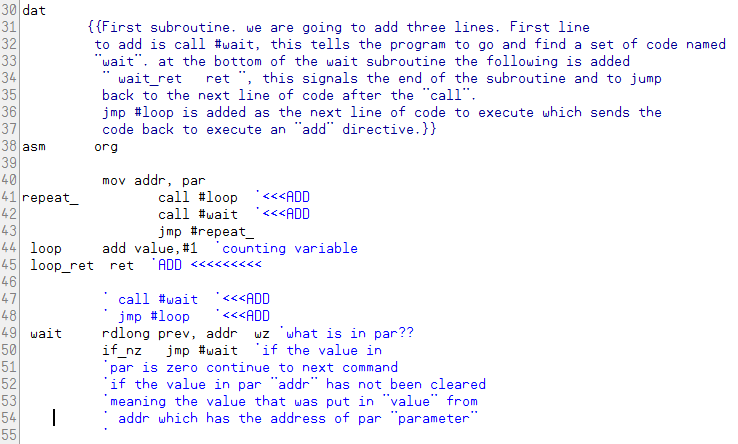 30 dat
31 {{First subroutine. we are going to add three lines. First line
32 to add is call #wait, this tells the program to go and find a set of code named
33 "wait". at the bottom of the wait subroutine the following is added
34 " wait_ret   ret ", this signals the end of the subroutine and to jump
35 back to the next line of code after the "call".
36 jmp #loop is added as the next line of code to execute which sends the
37 code back to execute an "add" directive.}}
38 asm      org
39
40 mov addr, par
41 repeat_          call #loop  '<<<ADD
42 call #wait  '<<<ADD
43 jmp #repeat_
44 loop     add value,#1  'counting variable
45 loop_ret  ret  'ADD <<<<<<<<<
46
47 ' call #wait  '<<<ADD
48 ' jmp #loop   '<<<ADD
49 wait     rdlong prev, addr  wz 'what is in par??
50 if_nz   jmp #wait  'if the value in
51 'par is zero continue to next command
52 'if the value in par "addr" has not been cleared
53 'meaning the value that was put in "value" from
54 ' addr which has the address of par "parameter"
55 '